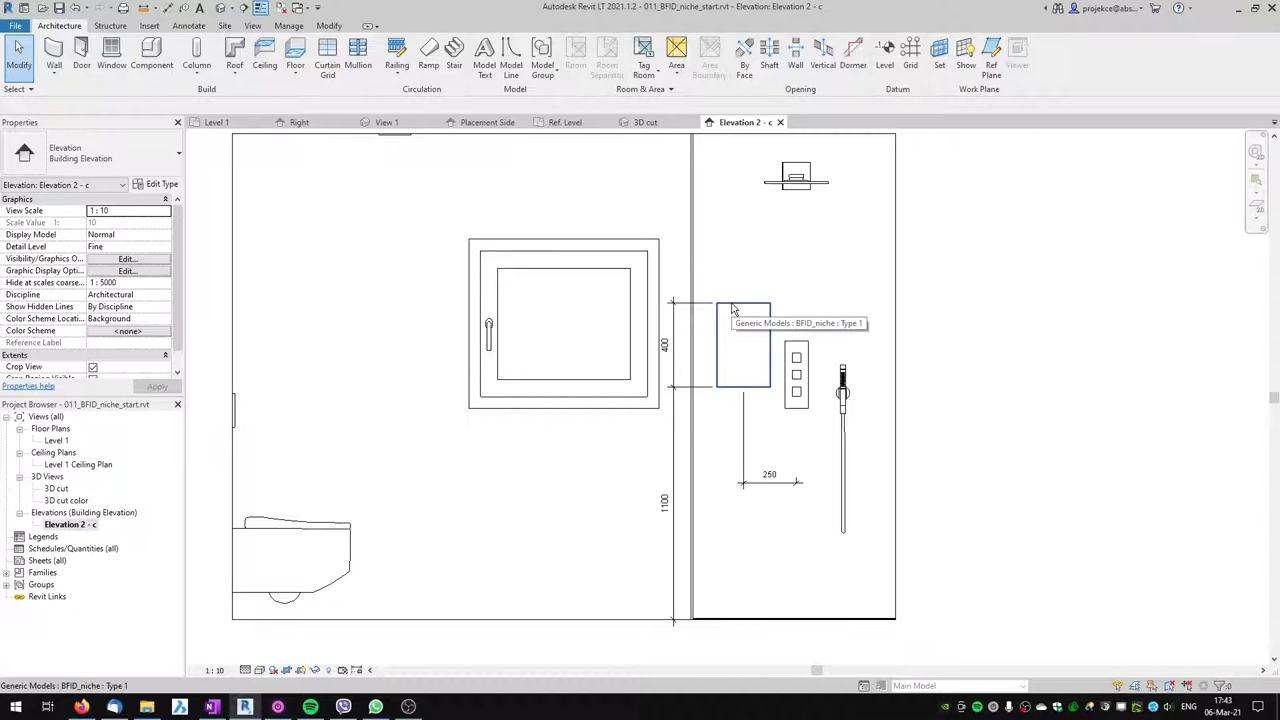 Autodesk Revit LT 2021.1.2 - 011_BFID_niche_start.rvt - Elevation: Elevation 2 - c
projekce@abs...
File
Architecture
Structure
Insert
Annotate
Site
View
Manage
Modify
Modify
Wall
Door
Window
Component
Column
Roof
Ceiling
Floor
Curtain Grid
Mullion
Railing
Ramp
Stair
Model Text
Model Line
Model Group
Room
Room Separator
Tag Room
Area
Area Boundary
By Face
Shaft
Wall
Vertical
Dormer
Level
Grid
Set
Show
Ref Plane
Viewer
Select
Build
Circulation
Model
Room & Area
Opening
Datum
Work Plane
Properties
Level 1
Right
View 1
Placement Side
Ref. Level
3D cut
Elevation 2 - c
Elevation
Building Elevation
Elevation: Elevation 2 - c
Edit Type
Graphics
View Scale 1 : 10
Scale Value 1: 10
Display Model Normal
Detail Level Fine
Visibility/Graphics O... Edit...
Graphic Display Opti... Edit...
Hide at scales coarse... 1 : 5000
Discipline Architectural
Show Hidden Lines By Discipline
Color Scheme Locati... Background
Color Scheme <none>
Reference Label
Extents
Crop View
Properties help
Apply
Project Browser - 011_BFID_niche_start.rvt
Views (all)
Floor Plans
Level 1
Ceiling Plans
Level 1 Ceiling Plan
3D Views
3D cut
3D cut color
Elevations (Building Elevation)
Elevation 2 - c
Legends
Schedules/Quantities (all)
Sheets (all)
Families
Groups
Revit Links
Generic Models : BFID_niche : Type 1
400
250
1100
1 : 10
Generic Models : BFID_niche : Type 1
Main Model
:0
ENG
17:43
06-Mar-21